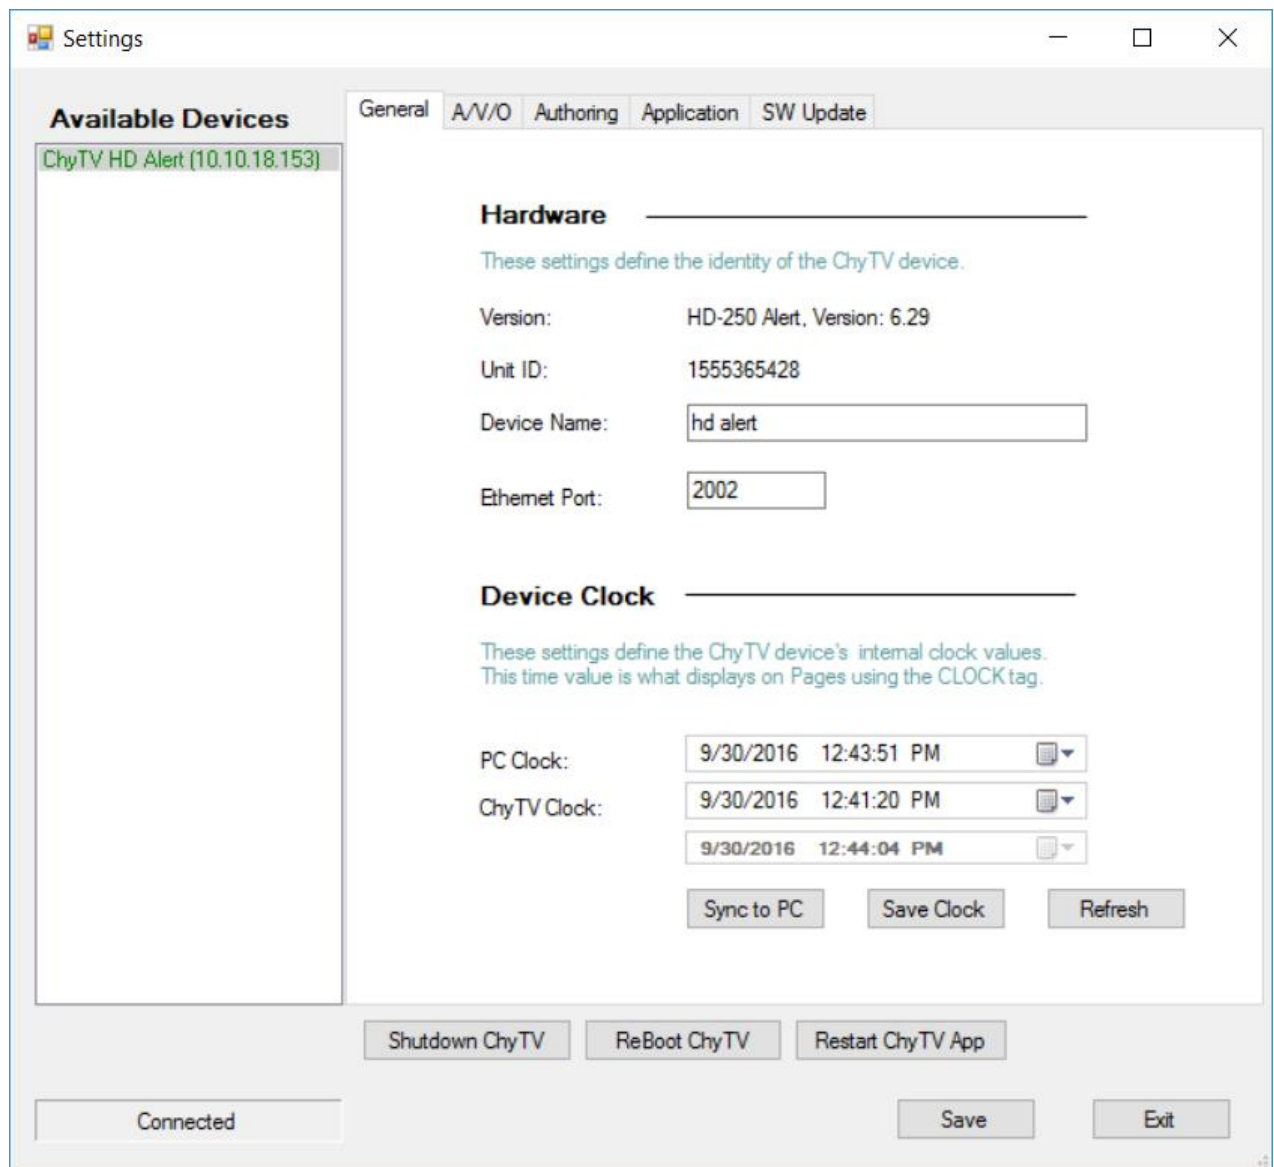 Settings
Available Devices
ChyTV HD Alert (10.10.18.153)
General A/V/O Authoring Application SW Update
Hardware
These settings define the identity of the ChyTV device.
Version: HD-250 Alert, Version: 6.29
Unit ID: 1555365428
Device Name: hd alert
Ethernet Port: 2002
Device Clock
These settings define the ChyTV device's internal clock values.
This time value is what displays on Pages using the CLOCK tag.
PC Clock: 9/30/2016 12:43:51 PM
ChyTV Clock: 9/30/2016 12:41:20 PM
9/30/2016 12:44:04 PM
Sync to PC Save Clock Refresh
Shutdown ChyTV ReBoot ChyTV Restart ChyTV App
Connected Save Exit